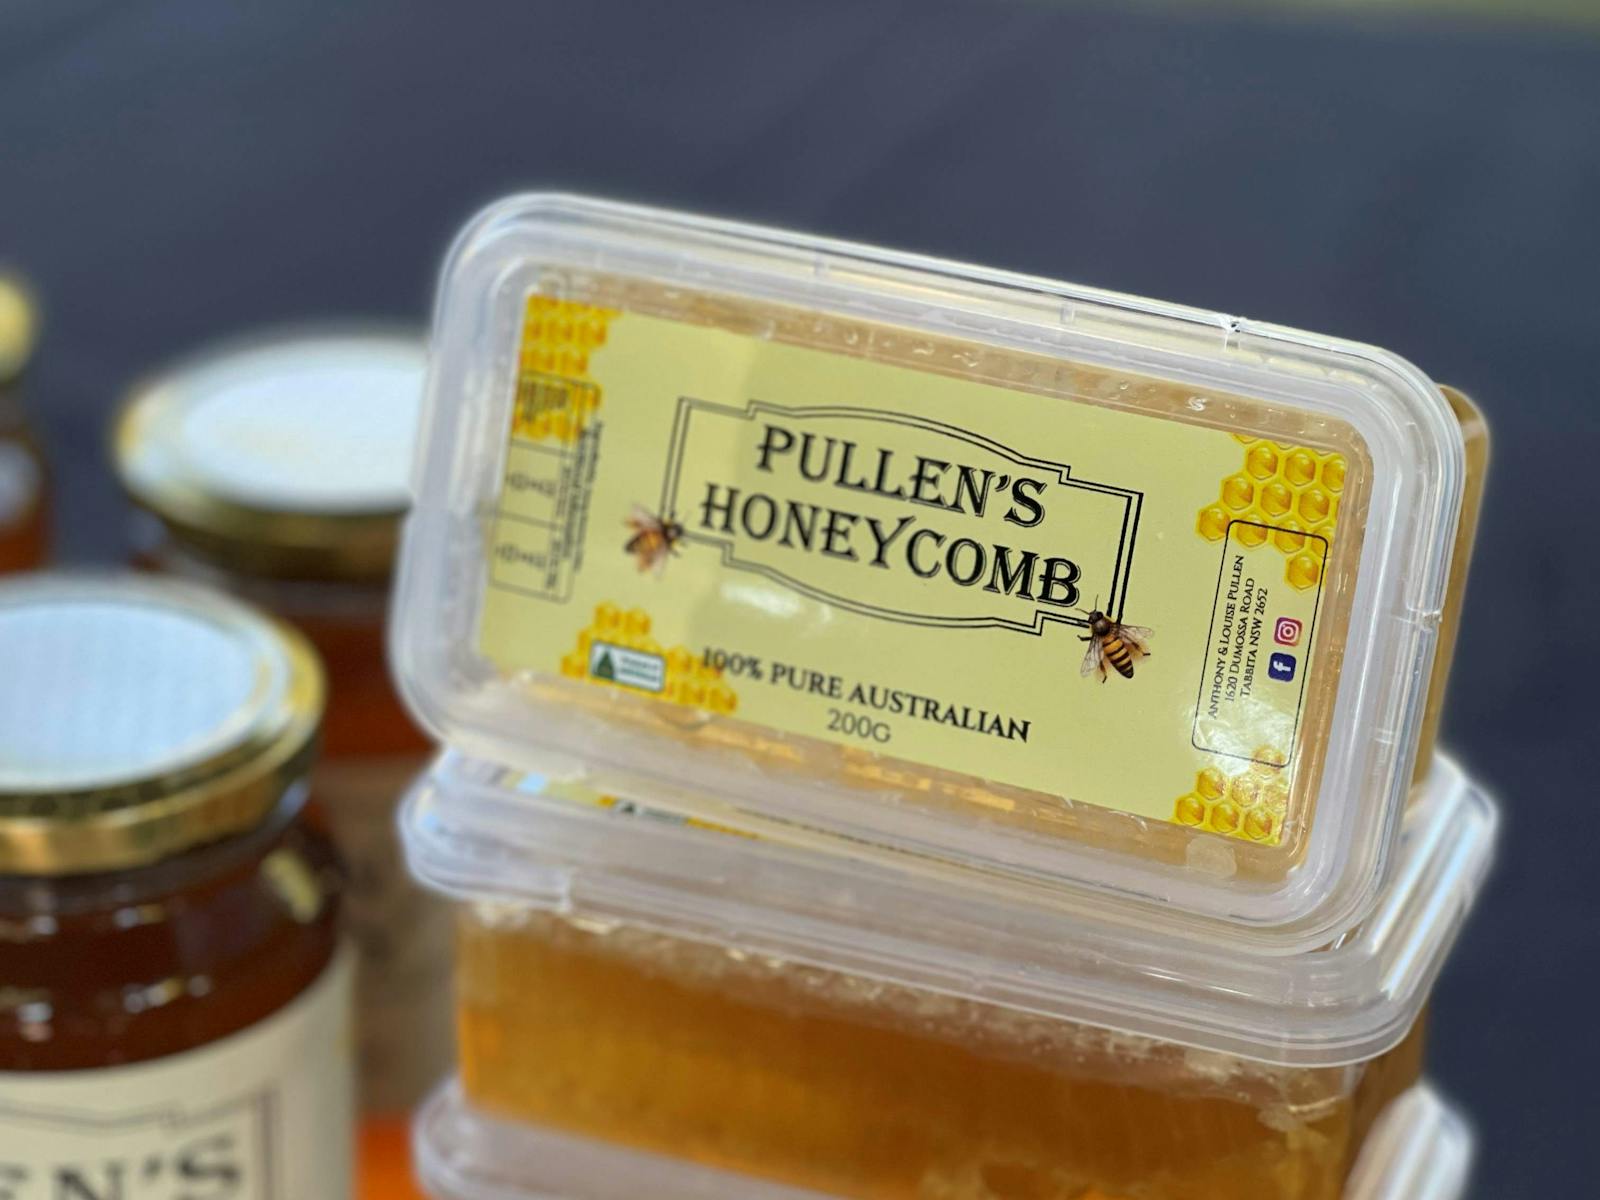 PULLEN'S
HONEYCOMB
100% PURE AUSTRALIAN
200G
ANTHONY & LOUISE PULLEN
1620 DUMOSSA ROAD
TABBITA NSW 2652
f
EN'S